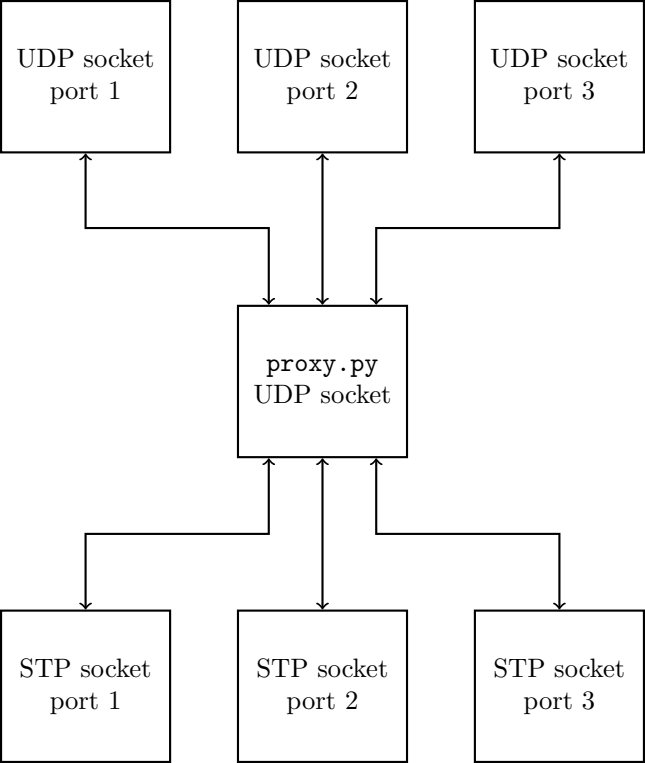 UDP socket
port 1
UDP socket
port 2
UDP socket
port 3
proxy.py
UDP socket
STP socket
port 1
STP socket
port 2
STP socket
port 3